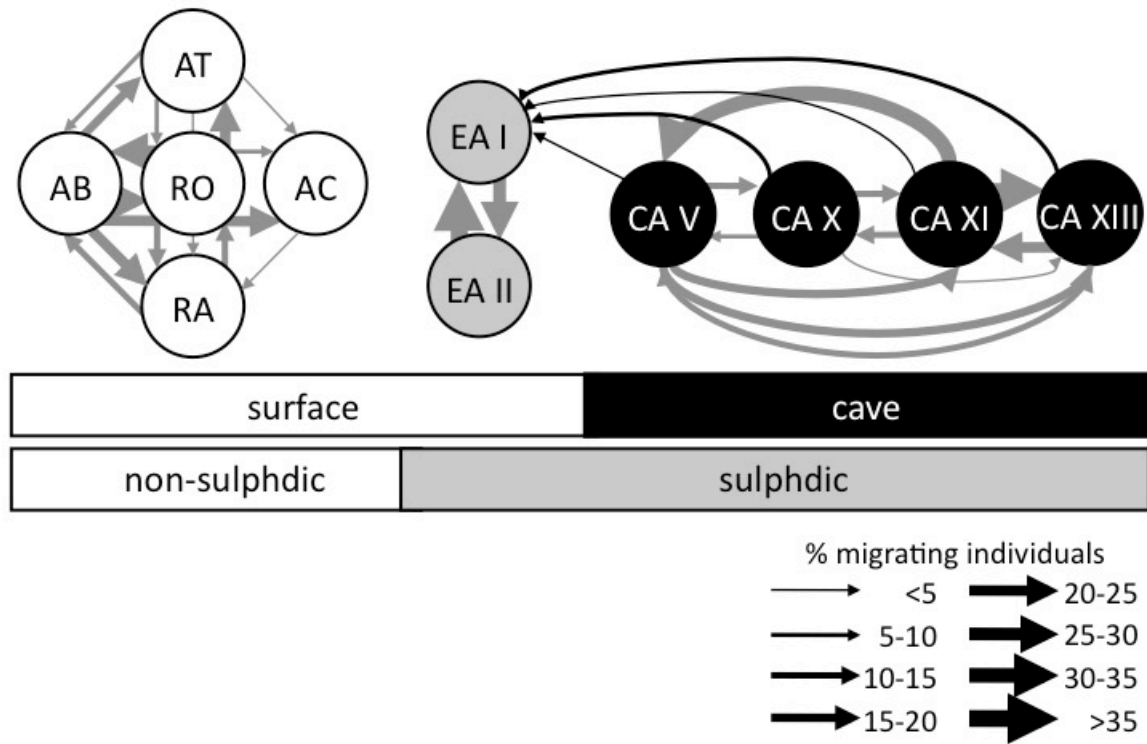 AT
EA I
AB
RO
AC
CA V
CA X
CA XI
CA XIII
EA II
RA
surface
cave
non-sulphdic
sulphdic
% migrating individuals
<5
20-25
5-10
25-30
10-15
30-35
15-20
>35